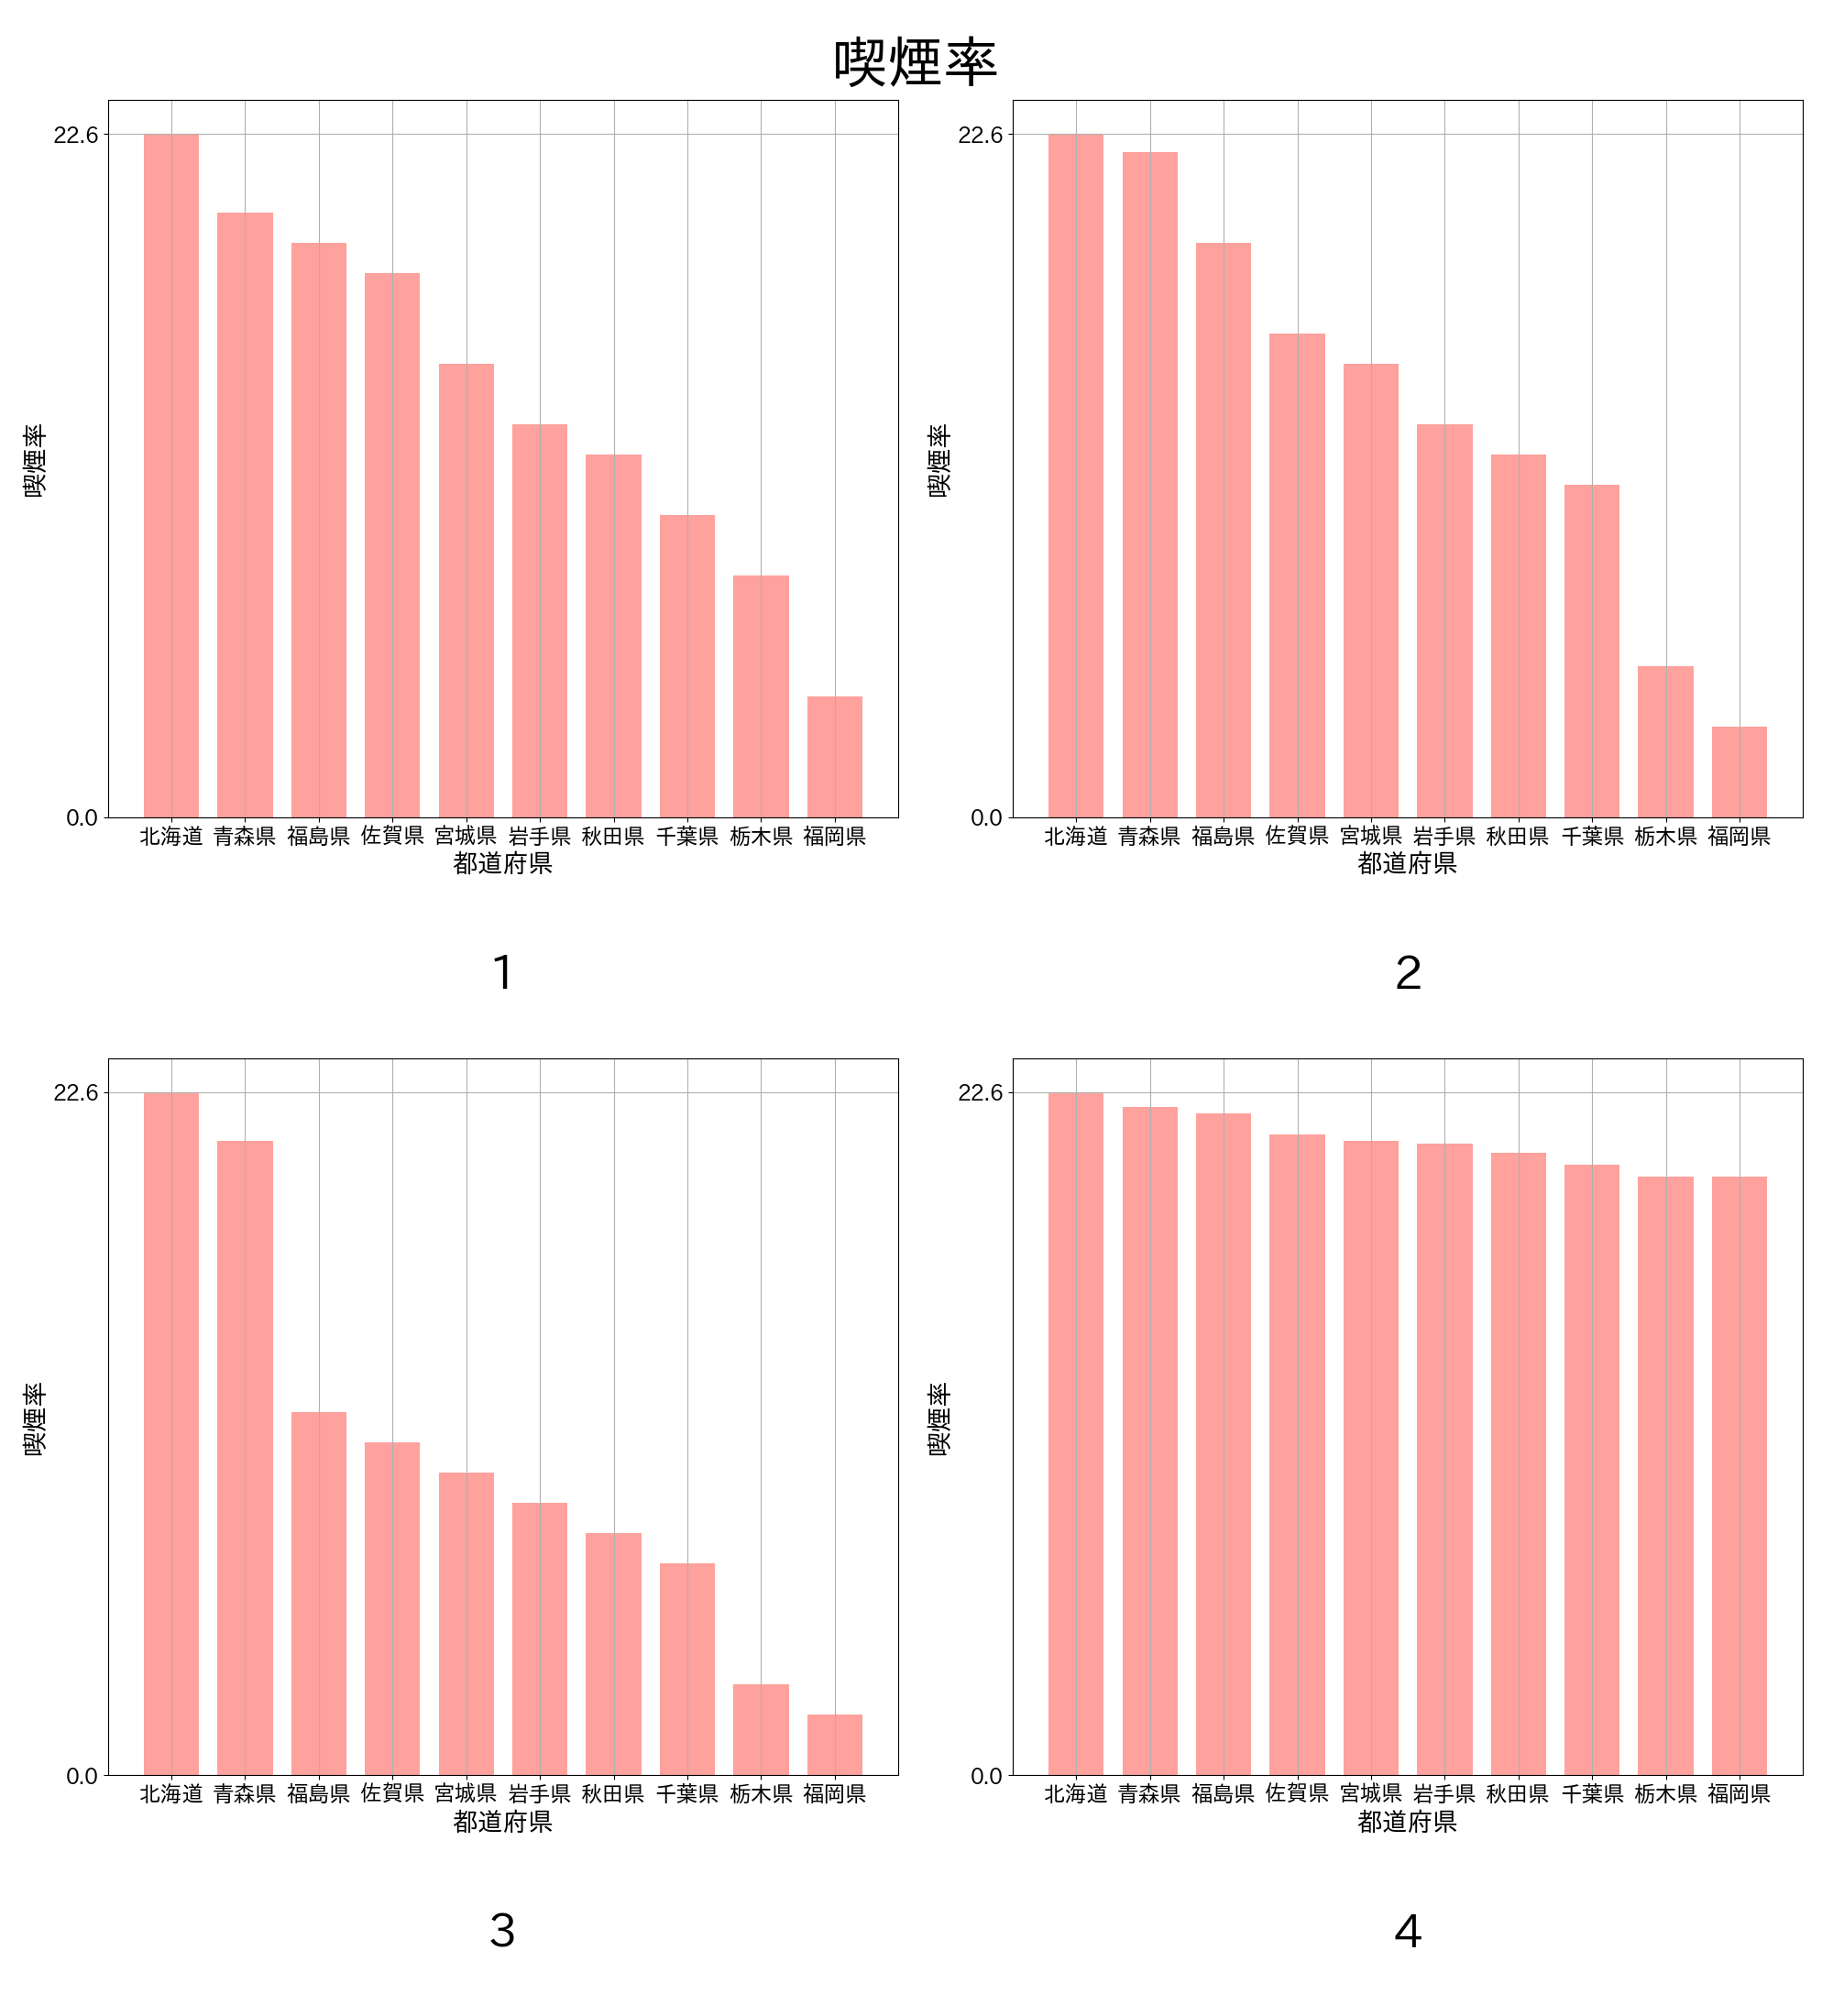 喫煙率
22.6
0.0
喫煙率
北海道 青森県 福島県 佐賀県 宮城県 岩手県 秋田県 千葉県 栃木県 福岡県
都道府県
1
22.6
0.0
喫煙率
北海道 青森県 福島県 佐賀県 宮城県 岩手県 秋田県 千葉県 栃木県 福岡県
都道府県
2
22.6
0.0
喫煙率
北海道 青森県 福島県 佐賀県 宮城県 岩手県 秋田県 千葉県 栃木県 福岡県
都道府県
3
22.6
0.0
喫煙率
北海道 青森県 福島県 佐賀県 宮城県 岩手県 秋田県 千葉県 栃木県 福岡県
都道府県
4